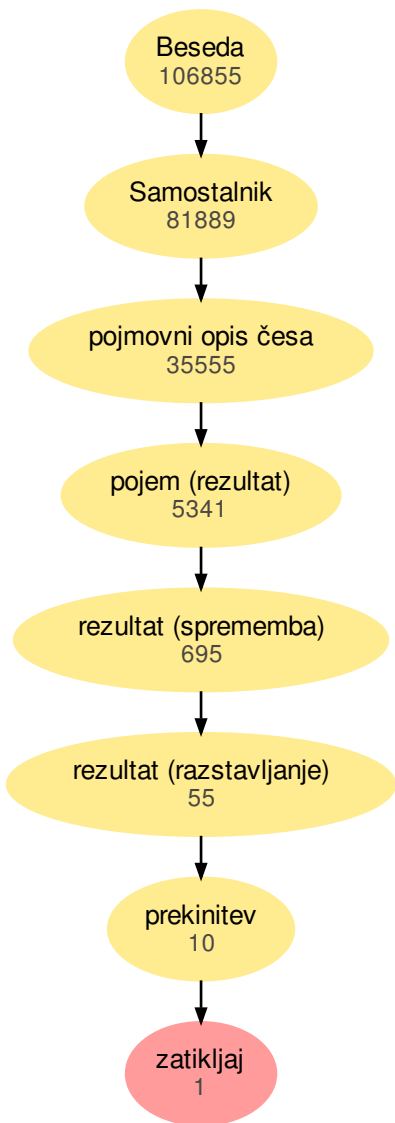 Beseda
106855
Samostalnik
81889
pojmovni opis česa
35555
pojem (rezultat)
5341
rezultat (sprememba)
695
rezultat (razstavljanje)
55
prekinitev
10
zatikljaj
1